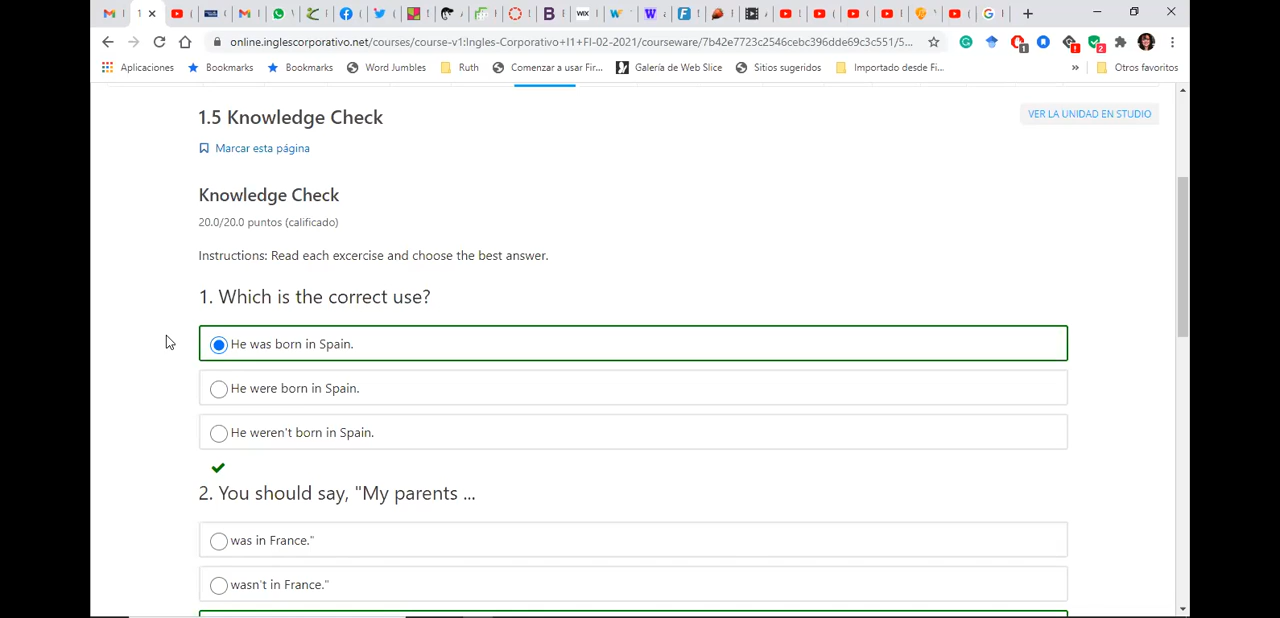 online.inglescorporativo.net/courses/course-v1:Ingles-Corporativo+I1+FI-02-2021/courseware/7b42e7723c2546cebc396dde69c3c551/5...
Aplicaciones Bookmarks Bookmarks Word Jumbles Ruth Comenzar a usar Fir... Galería de Web Slice Sitios sugeridos Importado desde Fi... » Otros favoritos
1.5 Knowledge Check
VER LA UNIDAD EN STUDIO
Marcar esta página
Knowledge Check
20.0/20.0 puntos (calificado)
Instructions: Read each excercise and choose the best answer.
1. Which is the correct use?
He was born in Spain.
He were born in Spain.
He weren't born in Spain.
2. You should say, "My parents ...
was in France."
wasn't in France."